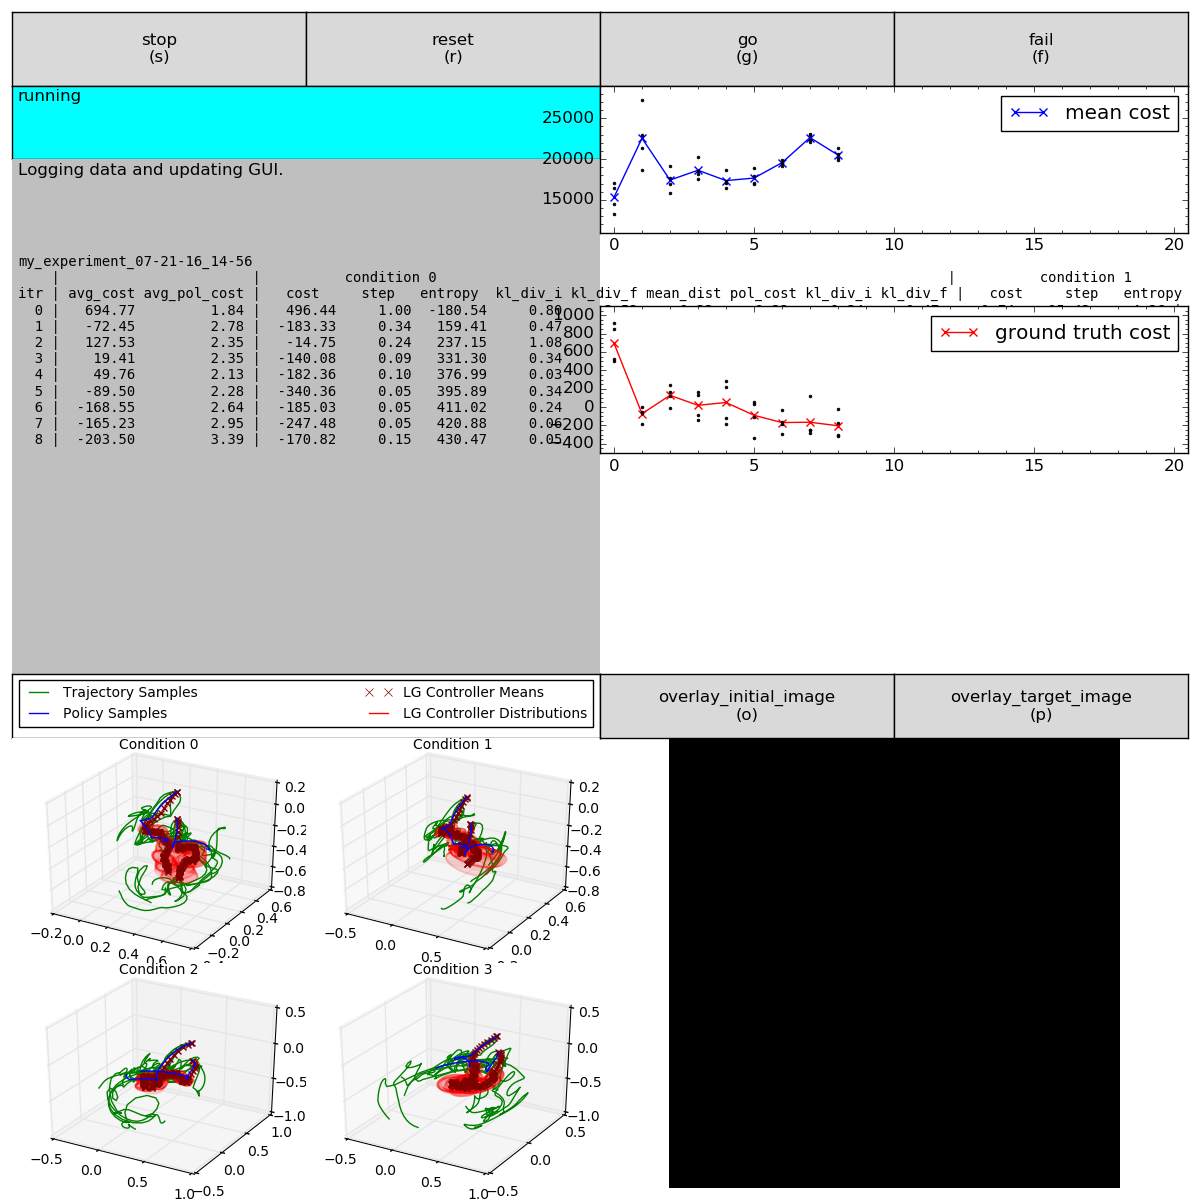 stop
(s)
reset
(r)
go
(g)
fail
(f)
running
Logging data and updating GUI.
25000
20000
15000
mean cost
0 5 10 15 20
my_experiment_07-21-16_14-56
| | condition 0 | condition 1
itr | avg_cost avg_pol_cost | cost step entropy kl_div_i kl_div_f mean_dist pol_cost kl_div_i kl_div_f | cost step entropy
0 | 694.77 1.84 | 496.44 1.00 -180.54 0.80
1 | -72.45 2.78 | -183.33 0.34 159.41 0.47
2 | 127.53 2.35 | -14.75 0.24 237.15 1.08
3 | 19.41 2.35 | -140.08 0.09 331.30 0.34
4 | 49.76 2.13 | -182.36 0.10 376.99 0.03
5 | -89.50 2.28 | -340.36 0.05 395.89 0.34
6 | -168.55 2.64 | -185.03 0.05 411.02 0.24
7 | -165.23 2.95 | -247.48 0.05 420.88 0.06
8 | -203.50 3.39 | -170.82 0.15 430.47 0.05
1000
800
600
400
200
0
−200
−400
ground truth cost
0 5 10 15 20
Trajectory Samples
Policy Samples
LG Controller Means
LG Controller Distributions
overlay_initial_image
(o)
overlay_target_image
(p)
Condition 0
0.2
0.0
−0.2
−0.4
−0.6
−0.8
0.6
0.4
0.2
0.0
−0.2
−0.2 0.0 0.2 0.4 0.6
Condition 1
0.2
0.0
−0.2
−0.4
−0.6
−0.8
0.6
0.4
0.2
0.0
−0.5 0.0 0.5
Condition 2
0.5
0.0
−0.5
−1.0
1.0
0.5
0.0
−0.5
−0.5 0.0 0.5 1.0
Condition 3
0.5
0.0
−0.5
−1.0
0.5
0.0
−0.5
−0.5 0.0 0.5 1.0